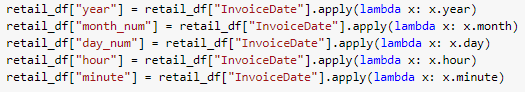 retail_df["year"] = retail_df["InvoiceDate"].apply(lambda x: x.year)
retail_df["month_num"] = retail_df["InvoiceDate"].apply(lambda x: x.month)
retail_df["day_num"] = retail_df["InvoiceDate"].apply(lambda x: x.day)
retail_df["hour"] = retail_df["InvoiceDate"].apply(lambda x: x.hour)
retail_df["minute"] = retail_df["InvoiceDate"].apply(lambda x: x.minute)